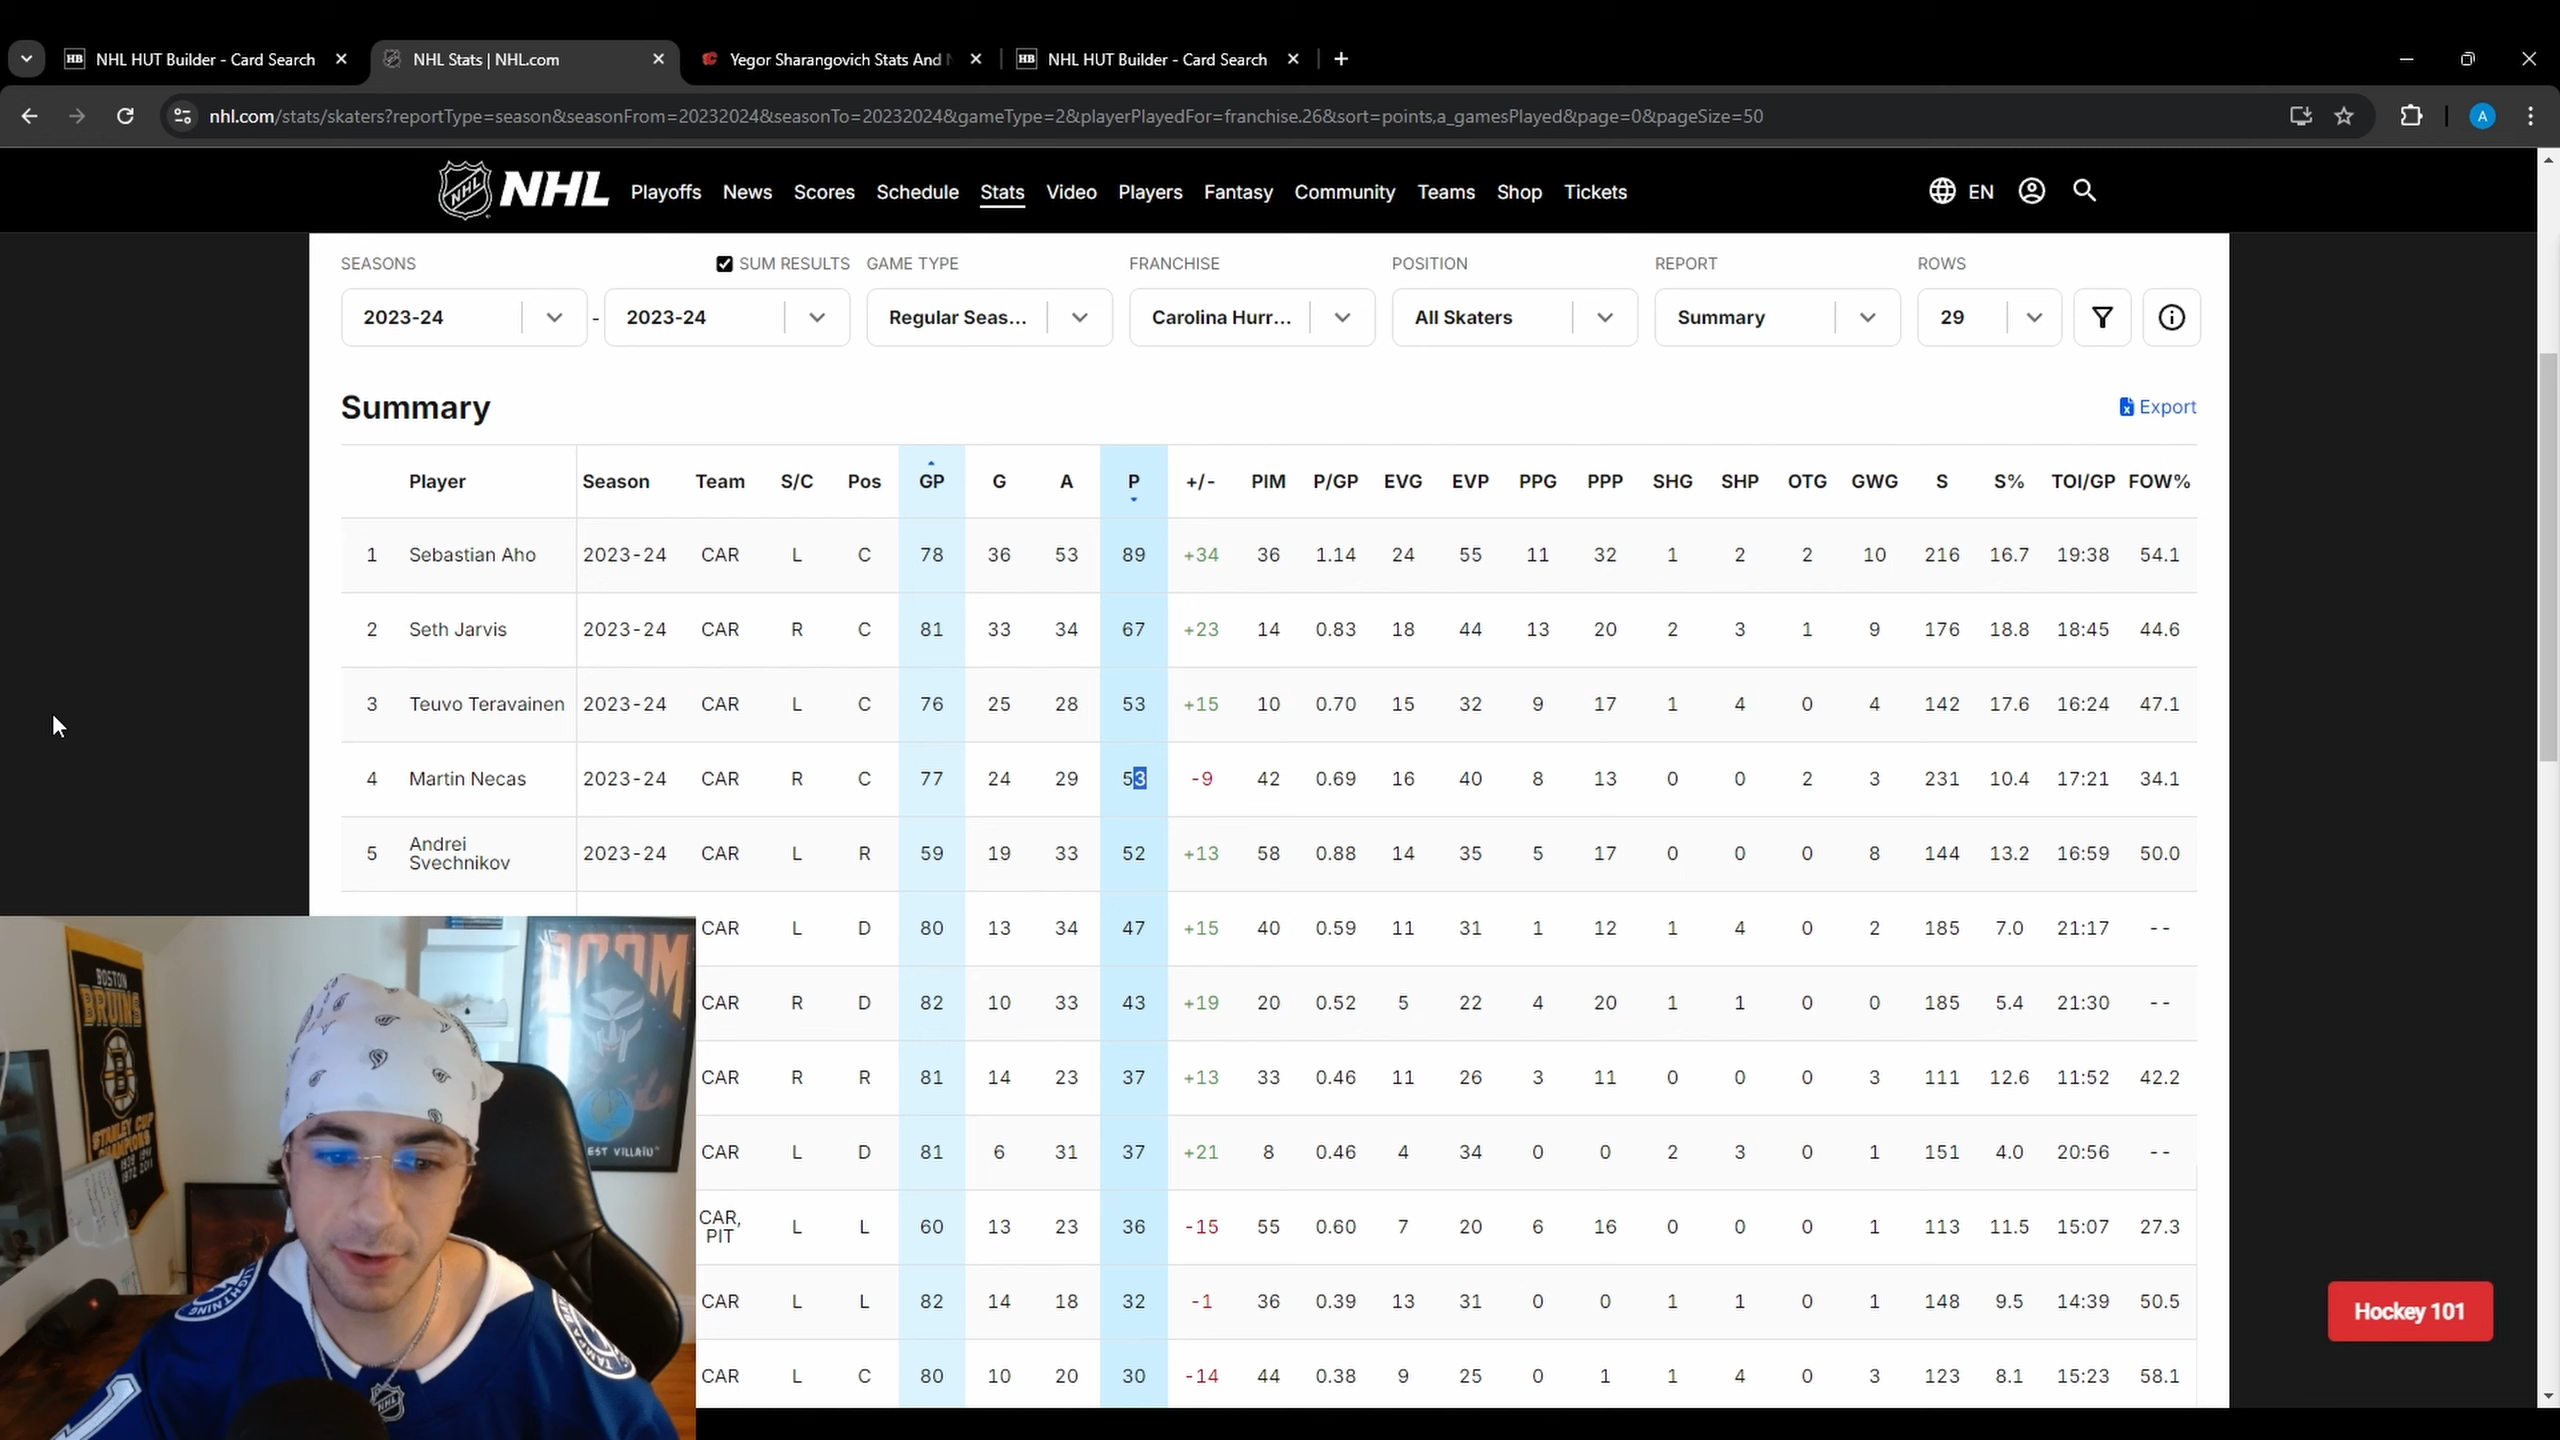 NHL HUT Builder - Card Search
NHL Stats | NHL.com
Yegor Sharangovich Stats And
NHL HUT Builder - Card Search
nhl.com/stats/skaters?reportType=season&seasonFrom=20232024&seasonTo=20232024&gameType=2&playerPlayedFor=franchise.26&sort=points,a_gamesPlayed&page=0&pageSize=50
A
NHL NHL Playoffs News Scores Schedule Stats Video Players Fantasy Community Teams Shop Tickets EN
SEASONS SUM RESULTS GAME TYPE FRANCHISE POSITION REPORT ROWS
2023-24 - 2023-24 Regular Seas... Carolina Hurr... All Skaters Summary 29
Summary Export
Player Season Team S/C Pos GP G A P +/- PIM P/GP EVG EVP PPG PPP SHG SHP OTG GWG S S% TOI/GP FOW%
1 Sebastian Aho 2023-24 CAR L C 78 36 53 89 +34 36 1.14 24 55 11 32 1 2 2 10 216 16.7 19:38 54.1
2 Seth Jarvis 2023-24 CAR R C 81 33 34 67 +23 14 0.83 18 44 13 20 2 3 1 9 176 18.8 18:45 44.6
3 Teuvo Teravainen 2023-24 CAR L C 76 25 28 53 +15 10 0.70 15 32 9 17 1 4 0 4 142 17.6 16:24 47.1
4 Martin Necas 2023-24 CAR R C 77 24 29 53 -9 42 0.69 16 40 8 13 0 0 2 3 231 10.4 17:21 34.1
5 Andrei Svechnikov 2023-24 CAR L R 59 19 33 52 +13 58 0.88 14 35 5 17 0 0 0 8 144 13.2 16:59 50.0
CAR L D 80 13 34 47 +15 40 0.59 11 31 1 12 1 4 0 2 185 7.0 21:17 --
CAR R D 82 10 33 43 +19 20 0.52 5 22 4 20 1 1 0 0 185 5.4 21:30 --
CAR R R 81 14 23 37 +13 33 0.46 11 26 3 11 0 0 0 3 111 12.6 11:52 42.2
CAR L D 81 6 31 37 +21 8 0.46 4 34 0 0 2 3 0 1 151 4.0 20:56 --
CAR, PIT L L 60 13 23 36 -15 55 0.60 7 20 6 16 0 0 0 1 113 11.5 15:07 27.3
CAR L L 82 14 18 32 -1 36 0.39 13 31 0 0 1 1 0 1 148 9.5 14:39 50.5
CAR L C 80 10 20 30 -14 44 0.38 9 25 0 1 1 4 0 3 123 8.1 15:23 58.1
Hockey 101
BOSTON
BRUINS
STANLEY CUP
CHAMPIONS
DOOM
EST VILLAIN